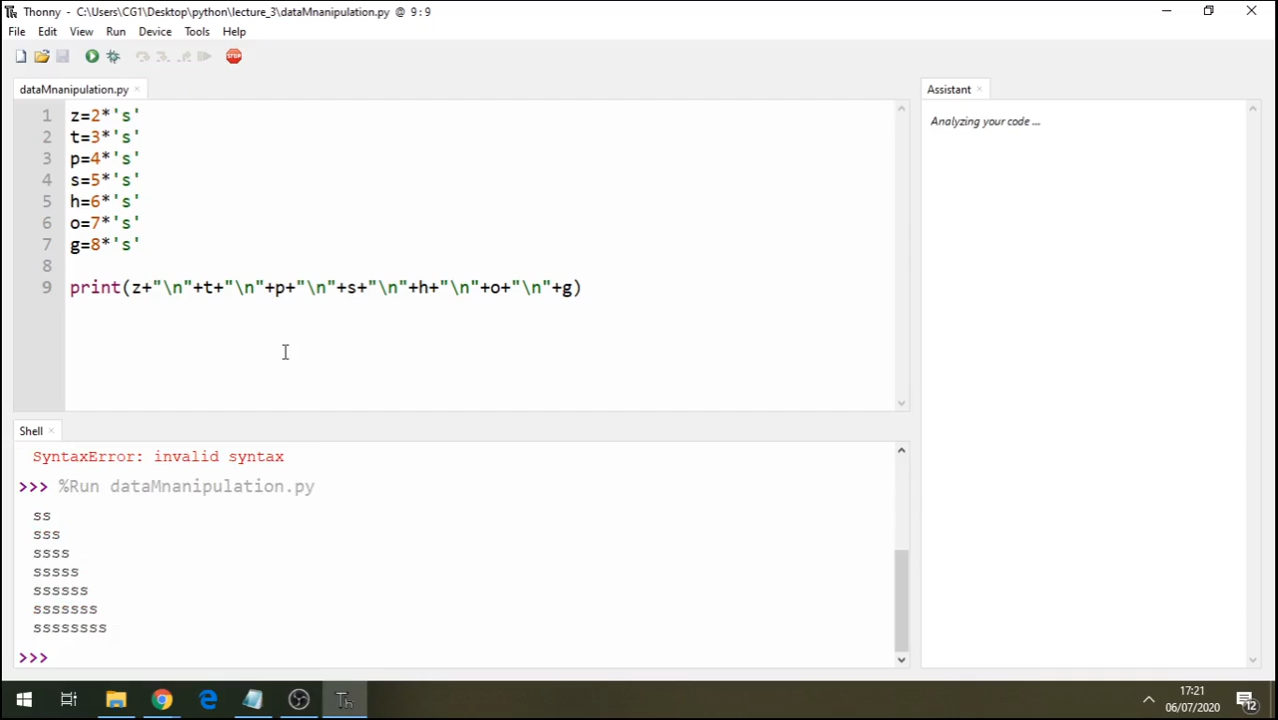 Thonny - C:\Users\CG1\Desktop\python\lecture_3\dataMnanipulation.py @ 9:9
File Edit View Run Device Tools Help
STOP
dataMnanipulation.py ×
1 z=2*'s'
2 t=3*'s'
3 p=4*'s'
4 s=5*'s'
5 h=6*'s'
6 o=7*'s'
7 g=8*'s'
8
9 print(z+"\n"+t+"\n"+p+"\n"+s+"\n"+h+"\n"+o+"\n"+g)
Assistant ×
Analyzing your code ...
Shell ×
SyntaxError: invalid syntax
>>> %Run dataMnanipulation.py
ss
sss
ssss
sssss
ssssss
sssssss
ssssssss
>>>
Th
17:21
06/07/2020
12